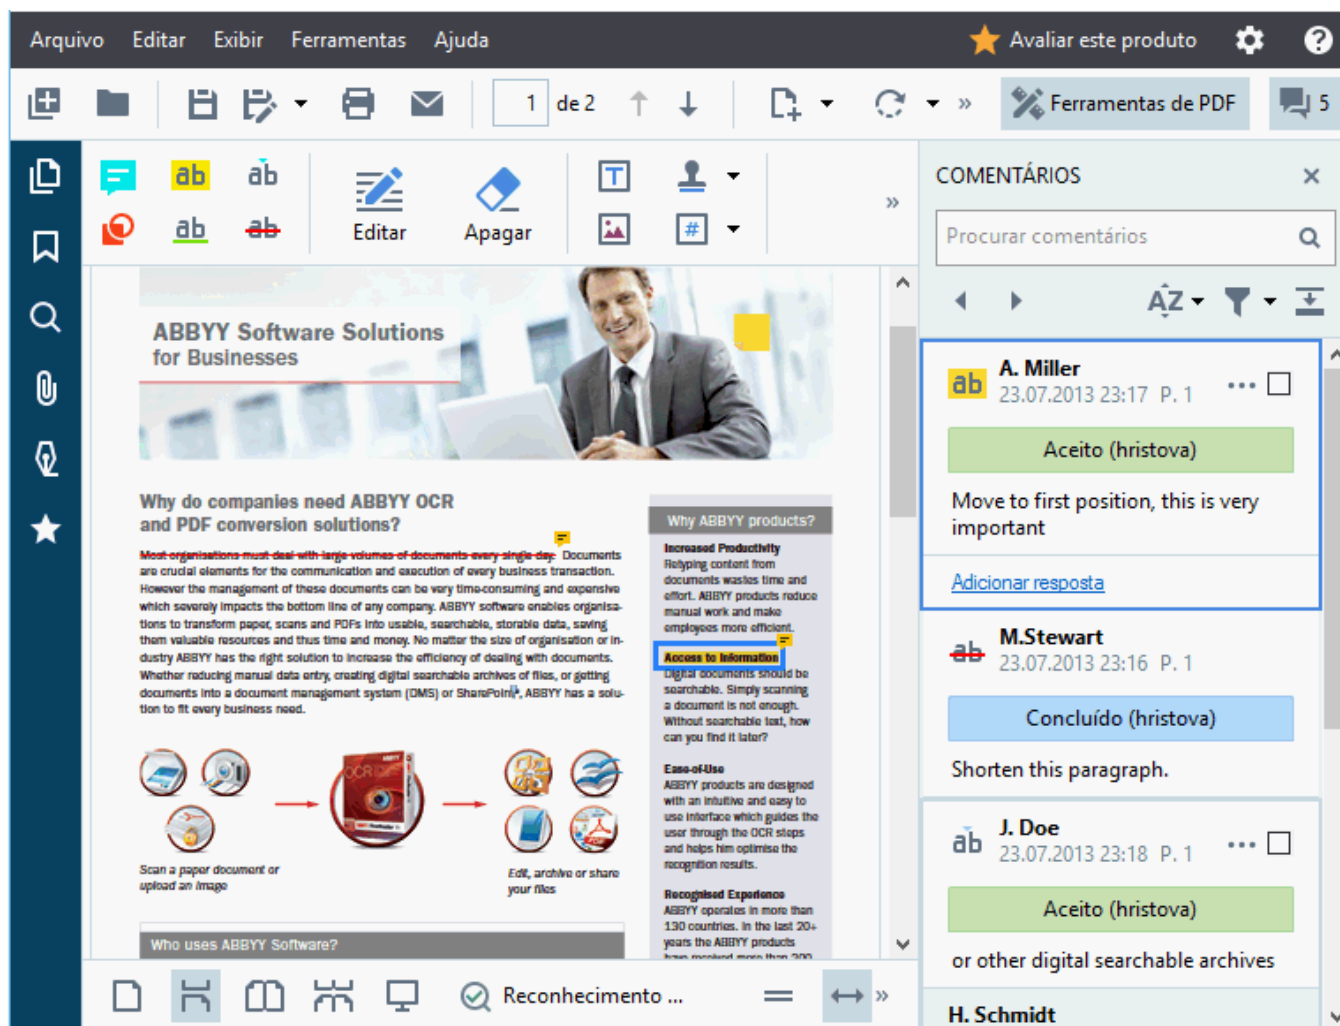 Arquivo Editar Exibir Ferramentas Ajuda Avaliar este produto
1 de 2 Ferramentas de PDF 5
ab ab
ab ab
Editar Apagar
T
#
ABBYY Software Solutions
for Businesses
Why do companies need ABBYY OCR
and PDF conversion solutions?
Most organisations must deal with large volumes of documents every single day. Documents
are crucial elements for the communication and execution of every business transaction.
However the management of these documents can be very time-consuming and expensive
which severely impacts the bottom line of any company. ABBYY software enables organisa-
tions to transform paper, scans and PDFs into usable, searchable, storable data, saving
them valuable resources and thus time and money. No matter the size of organisation or in-
dustry ABBYY has the right solution to increase the efficiency of dealing with documents.
Whether reducing manual data entry, creating digital searchable archives of files, or getting
documents into a document management system (DMS) or SharePoint, ABBYY has a solu-
tion to fit every business need.
Scan a paper document or
upload an image
Edit, archive or share
your files
Who uses ABBYY Software?
Why ABBYY products?
Increased Productivity
Retyping content from
documents wastes time and
effort. ABBYY products reduce
manual work and make
employees more efficient.
Access to Information
Digital documents should be
searchable. Simply scanning
a document is not enough.
Without searchable text, how
can you find it later?
Ease-of-Use
ABBYY products are designed
with an intuitive and easy to
use interface which guides the
user through the OCR steps
and helps him optimise the
recognition results.
Recognised Experience
ABBYY operates in more than
130 countries. In the last 20+
years the ABBYY products
have received more than 200
Reconhecimento ...
COMENTÁRIOS
Procurar comentários
AZ
ab A. Miller
23.07.2013 23:17 P. 1
Aceito (hristova)
Move to first position, this is very
important
Adicionar resposta
ab M.Stewart
23.07.2013 23:16 P. 1
Concluído (hristova)
Shorten this paragraph.
ab J. Doe
23.07.2013 23:18 P. 1
Aceito (hristova)
or other digital searchable archives
H. Schmidt